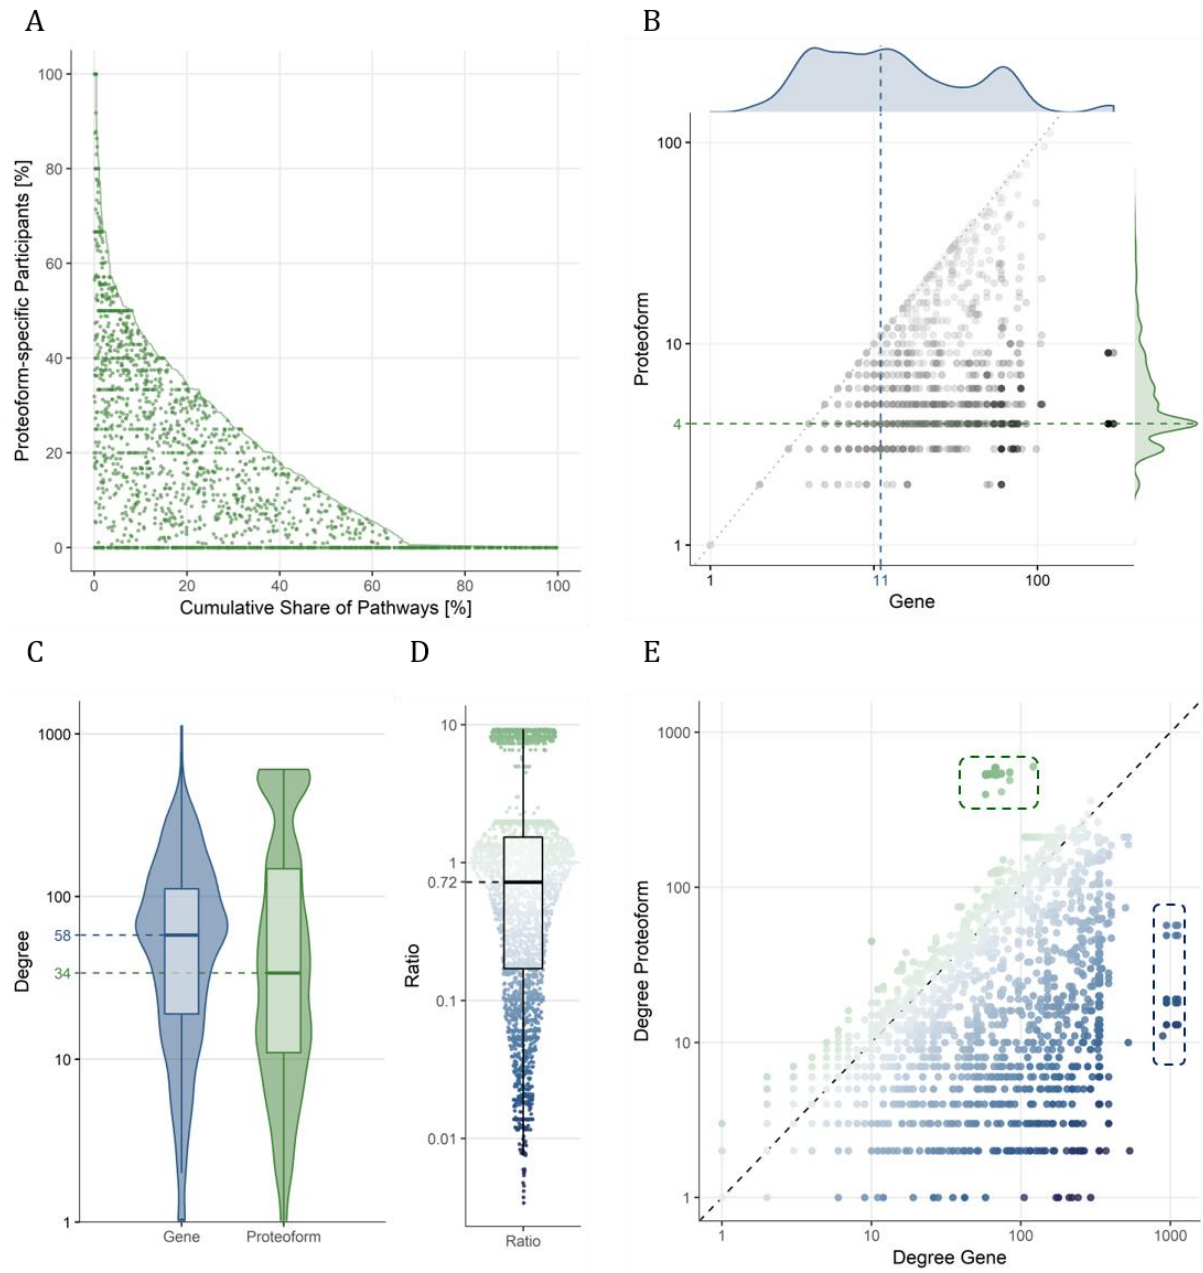 A
100
80
60
40
20
0
Proteoform-specific Participants [%]
0 20 40 60 80 100
Cumulative Share of Pathways [%]
B
100
10
4
1
Proteoform
1 11 100
Gene
C
1000
100
58
34
10
1
Degree
Gene Proteoform
D
10
1
0.72
0.1
0.01
Ratio
Ratio
E
1000
100
10
1
Degree Proteoform
1 10 100 1000
Degree Gene